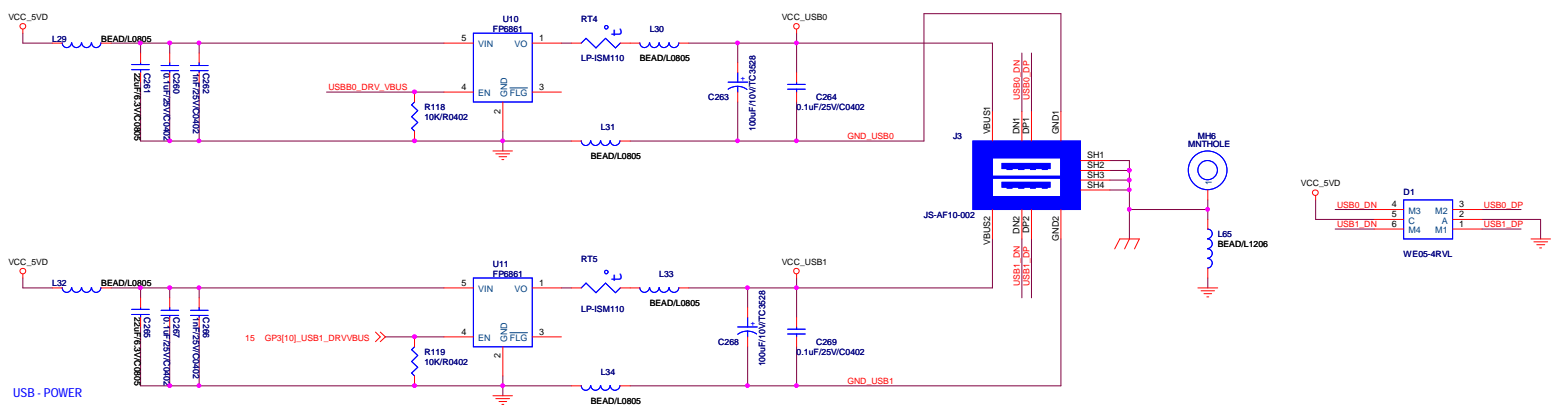 VCC_5VD
L29
BEAD/L0805
C261
22uF/6.3V/C0805
C260
0.1uF/25V/C0402
C262
1nF/25V/C0402
U10
FP6861
5
VIN
VO
1
4
EN
GND
FLG
3
2
USBB0_DRV_VBUS
R118
10K/R0402
RT4
LP-ISM110
L30
BEAD/L0805
L31
BEAD/L0805
VCC_USB0
C263
100uF/10V/TC3528
C264
0.1uF/25V/C0402
GND_USB0
VBUS1
USB0_DN
USB0_DP
DN1
DP1
GND1
J3
JS-AF10-002
SH1
SH2
SH3
SH4
VBUS2
DN2
DP2
GND2
USB1_DN
USB1_DP
MH6
MNTHOLE
1
L65
BEAD/L1206
VCC_5VD
D1
USB0_DN
4
M3
M2
3
USB0_DP
5
C
A
2
USB1_DN
6
M4
M1
1
USB1_DP
WE05-4RVL
VCC_5VD
L32
BEAD/L0805
C265
22uF/6.3V/C0805
C267
0.1uF/25V/C0402
C266
1nF/25V/C0402
U11
FP6861
5
VIN
VO
1
4
EN
GND
FLG
3
2
15 GP3[10]_USB1_DRVVBUS
R119
10K/R0402
RT5
LP-ISM110
L33
BEAD/L0805
L34
BEAD/L0805
VCC_USB1
C268
100uF/10V/TC3528
C269
0.1uF/25V/C0402
GND_USB1
USB - POWER